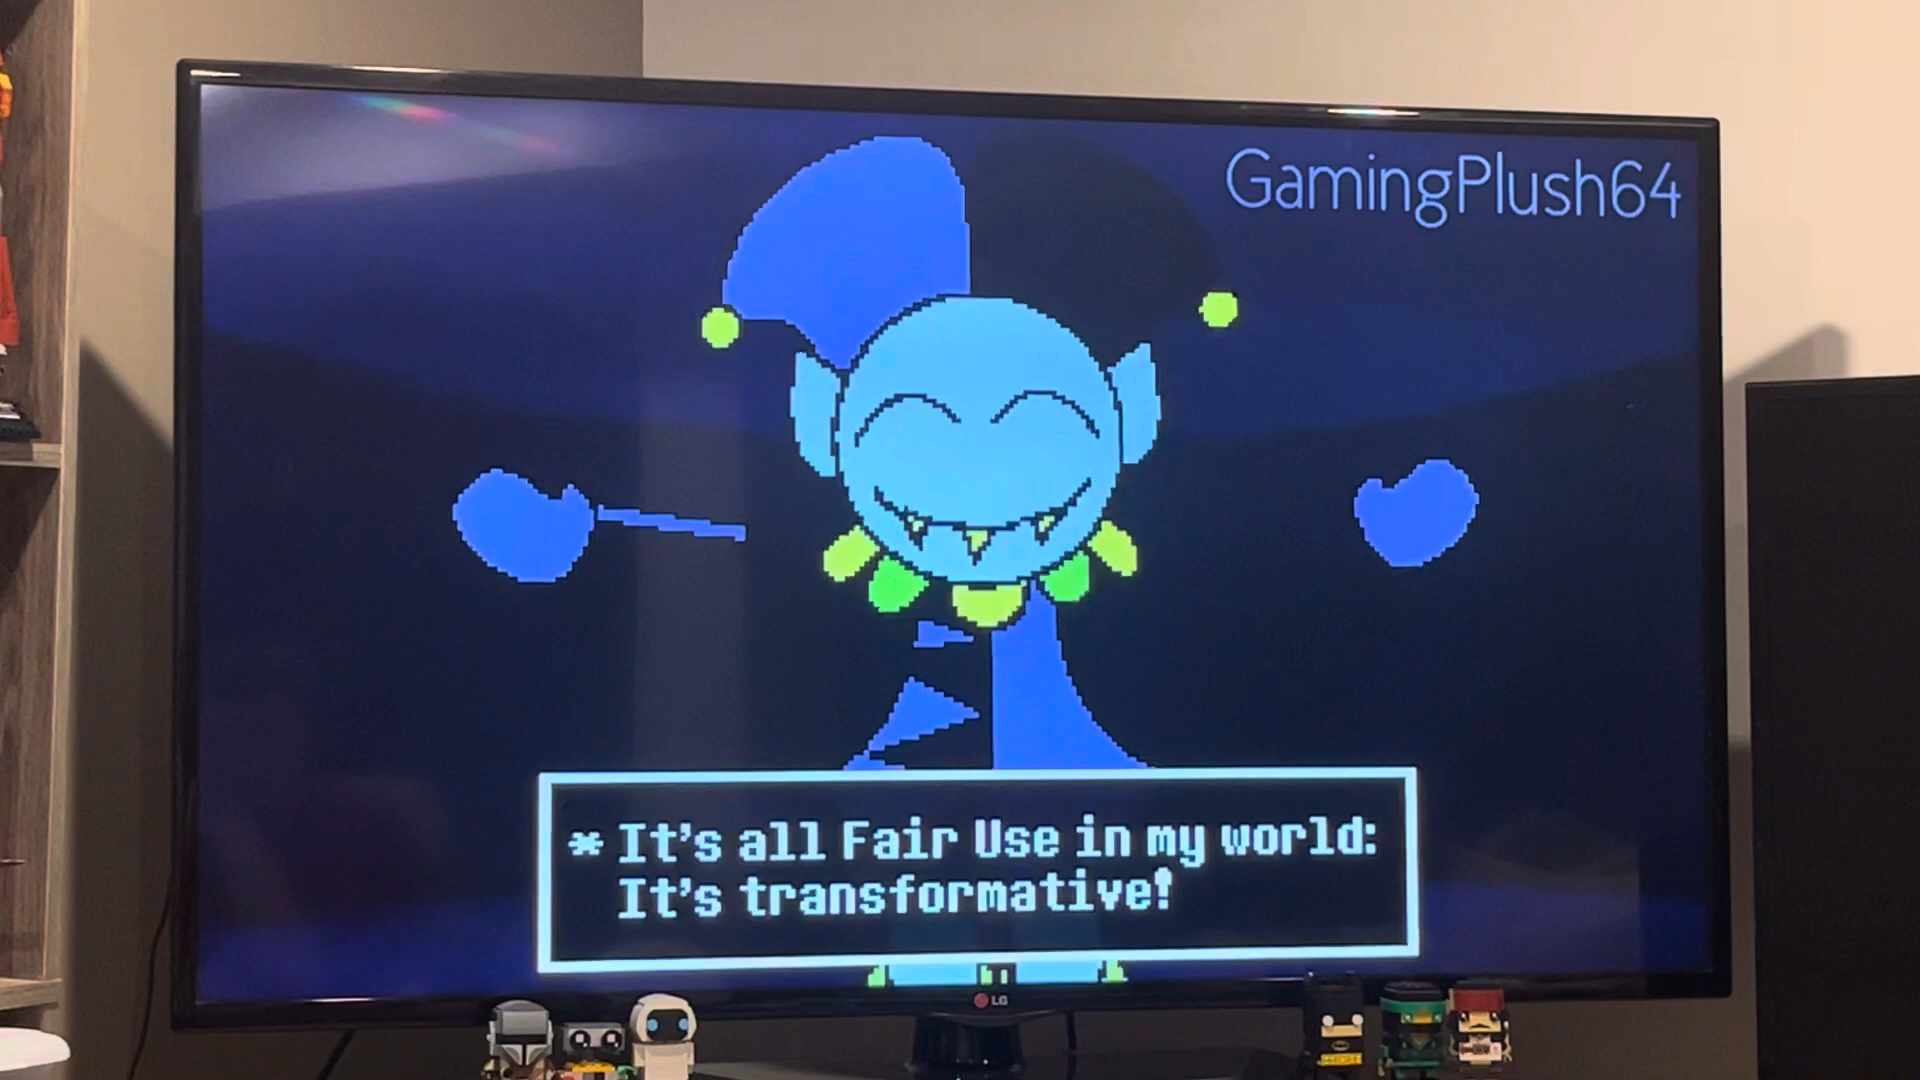 GamingPlush64
* It's all Fair Use in my world:
It's transformative!
LG